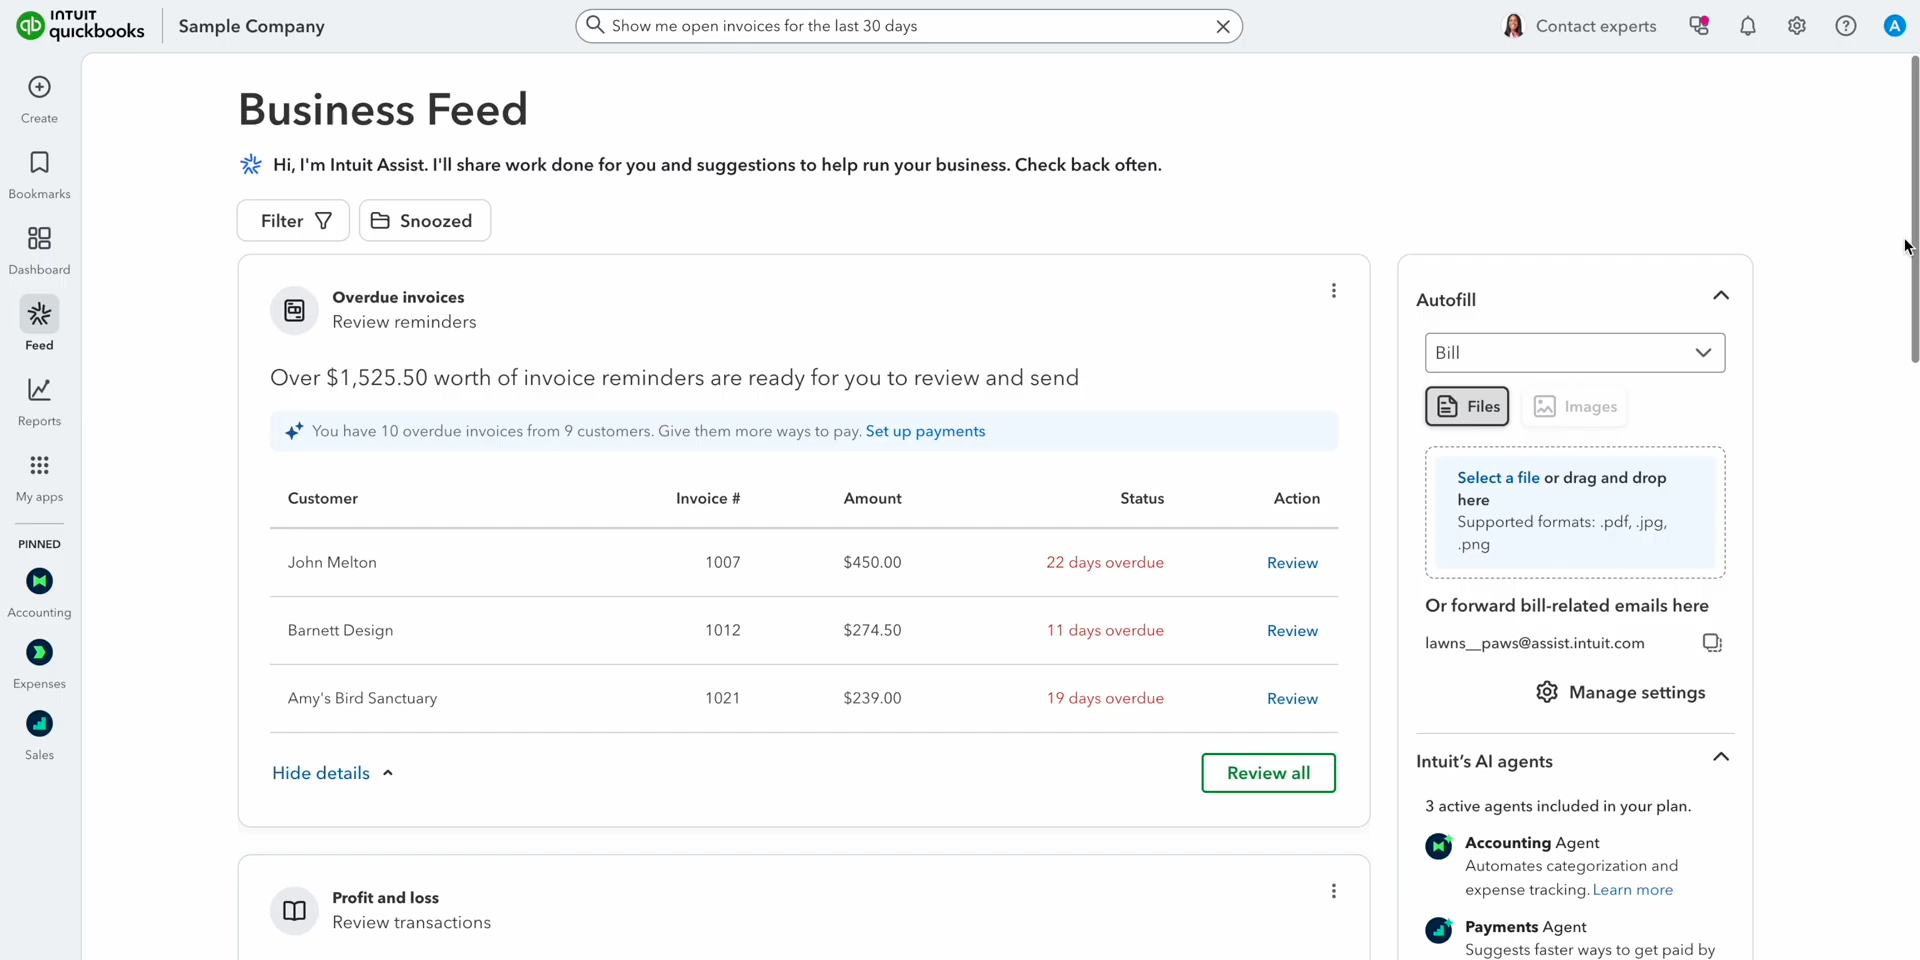 INTUIT
quickbooks
Sample Company
Show me open invoices for the last 30 days
Contact experts
A
Create
Bookmarks
Dashboard
Feed
Reports
My apps
PINNED
Accounting
Expenses
Sales
Business Feed
Hi, I'm Intuit Assist. I'll share work done for you and suggestions to help run your business. Check back often.
Filter
Snoozed
Overdue invoices
Review reminders
Over $1,525.50 worth of invoice reminders are ready for you to review and send
You have 10 overdue invoices from 9 customers. Give them more ways to pay. Set up payments
Customer Invoice # Amount Status Action
John Melton 1007 $450.00 22 days overdue Review
Barnett Design 1012 $274.50 11 days overdue Review
Amy's Bird Sanctuary 1021 $239.00 19 days overdue Review
Hide details
Review all
Profit and loss
Review transactions
Autofill
Bill
Files
Images
Select a file or drag and drop
here
Supported formats: .pdf, .jpg,
.png
Or forward bill-related emails here
lawns__paws@assist.intuit.com
Manage settings
Intuit's AI agents
3 active agents included in your plan.
Accounting Agent
Automates categorization and
expense tracking. Learn more
Payments Agent
Suggests faster ways to get paid by